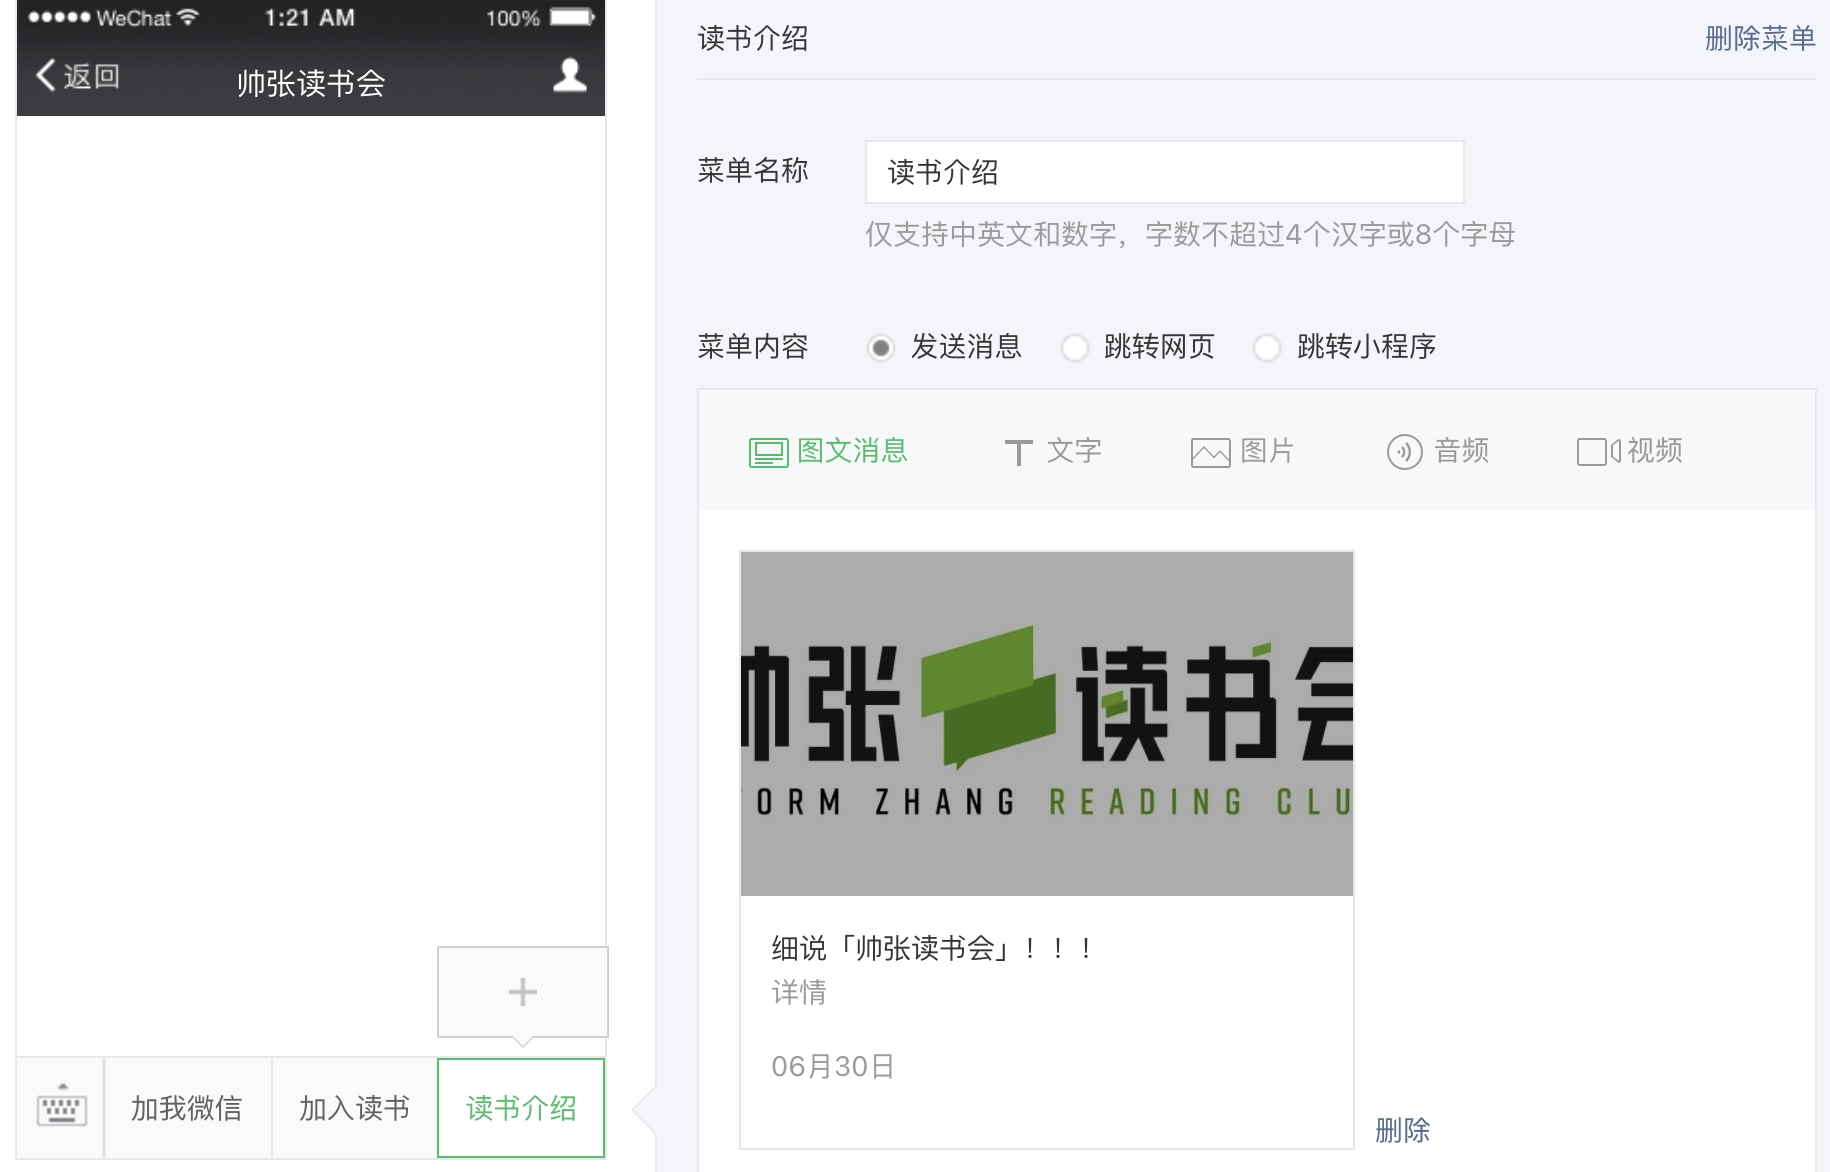 WeChat 1:21 AM 100%
返回 帅张读书会
加我微信 加入读书 读书介绍
读书介绍 删除菜单
菜单名称 读书介绍
仅支持中英文和数字，字数不超过4个汉字或8个字母
菜单内容 发送消息 跳转网页 跳转小程序
图文消息 文字 图片 音频 视频
帅张 读书会
ORM ZHANG READING CLU
细说「帅张读书会」！！！
详情
06月30日
删除